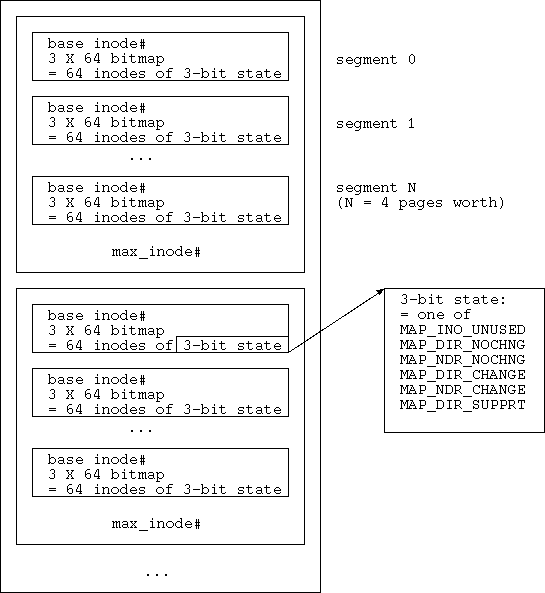 base inode#
3 X 64 bitmap
= 64 inodes of 3-bit state
segment 0
base inode#
3 X 64 bitmap
= 64 inodes of 3-bit state
segment 1
...
base inode#
3 X 64 bitmap
= 64 inodes of 3-bit state
segment N
(N = 4 pages worth)
max_inode#
base inode#
3 X 64 bitmap
= 64 inodes of 3-bit state
base inode#
3 X 64 bitmap
= 64 inodes of 3-bit state
...
base inode#
3 X 64 bitmap
= 64 inodes of 3-bit state
max_inode#
...
3-bit state:
= one of
MAP_INO_UNUSED
MAP_DIR_NOCHNG
MAP_NDR_NOCHNG
MAP_DIR_CHANGE
MAP_NDR_CHANGE
MAP_DIR_SUPPRT